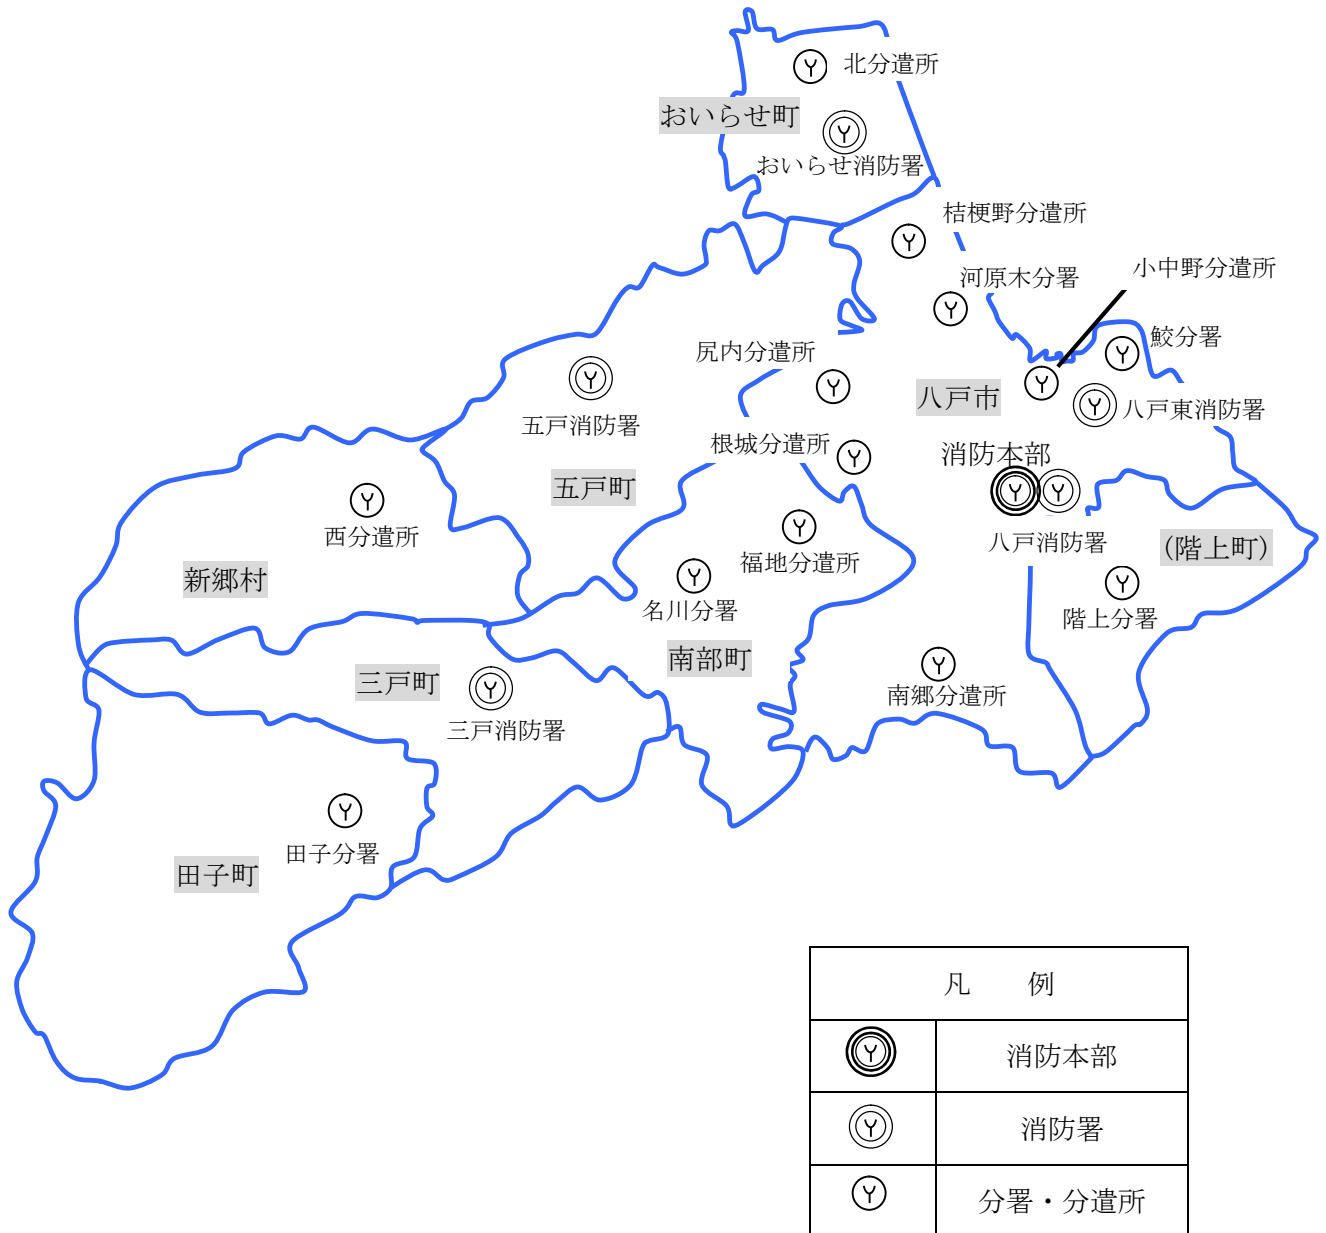 北分遣所
おいらせ町
おいらせ消防署
桔梗野分遣所
小中野分遣所
河原木分署
鮫分署
尻内分遣所
八戸市
八戸東消防署
五戸消防署
根城分遣所
消防本部
五戸町
西分遣所
八戸消防署
(階上町)
福地分遣所
新郷村
名川分署
階上分署
南部町
三戸町
南郷分遣所
三戸消防署
田子分署
田子町
凡 例
消防本部
消防署
分署・分遣所